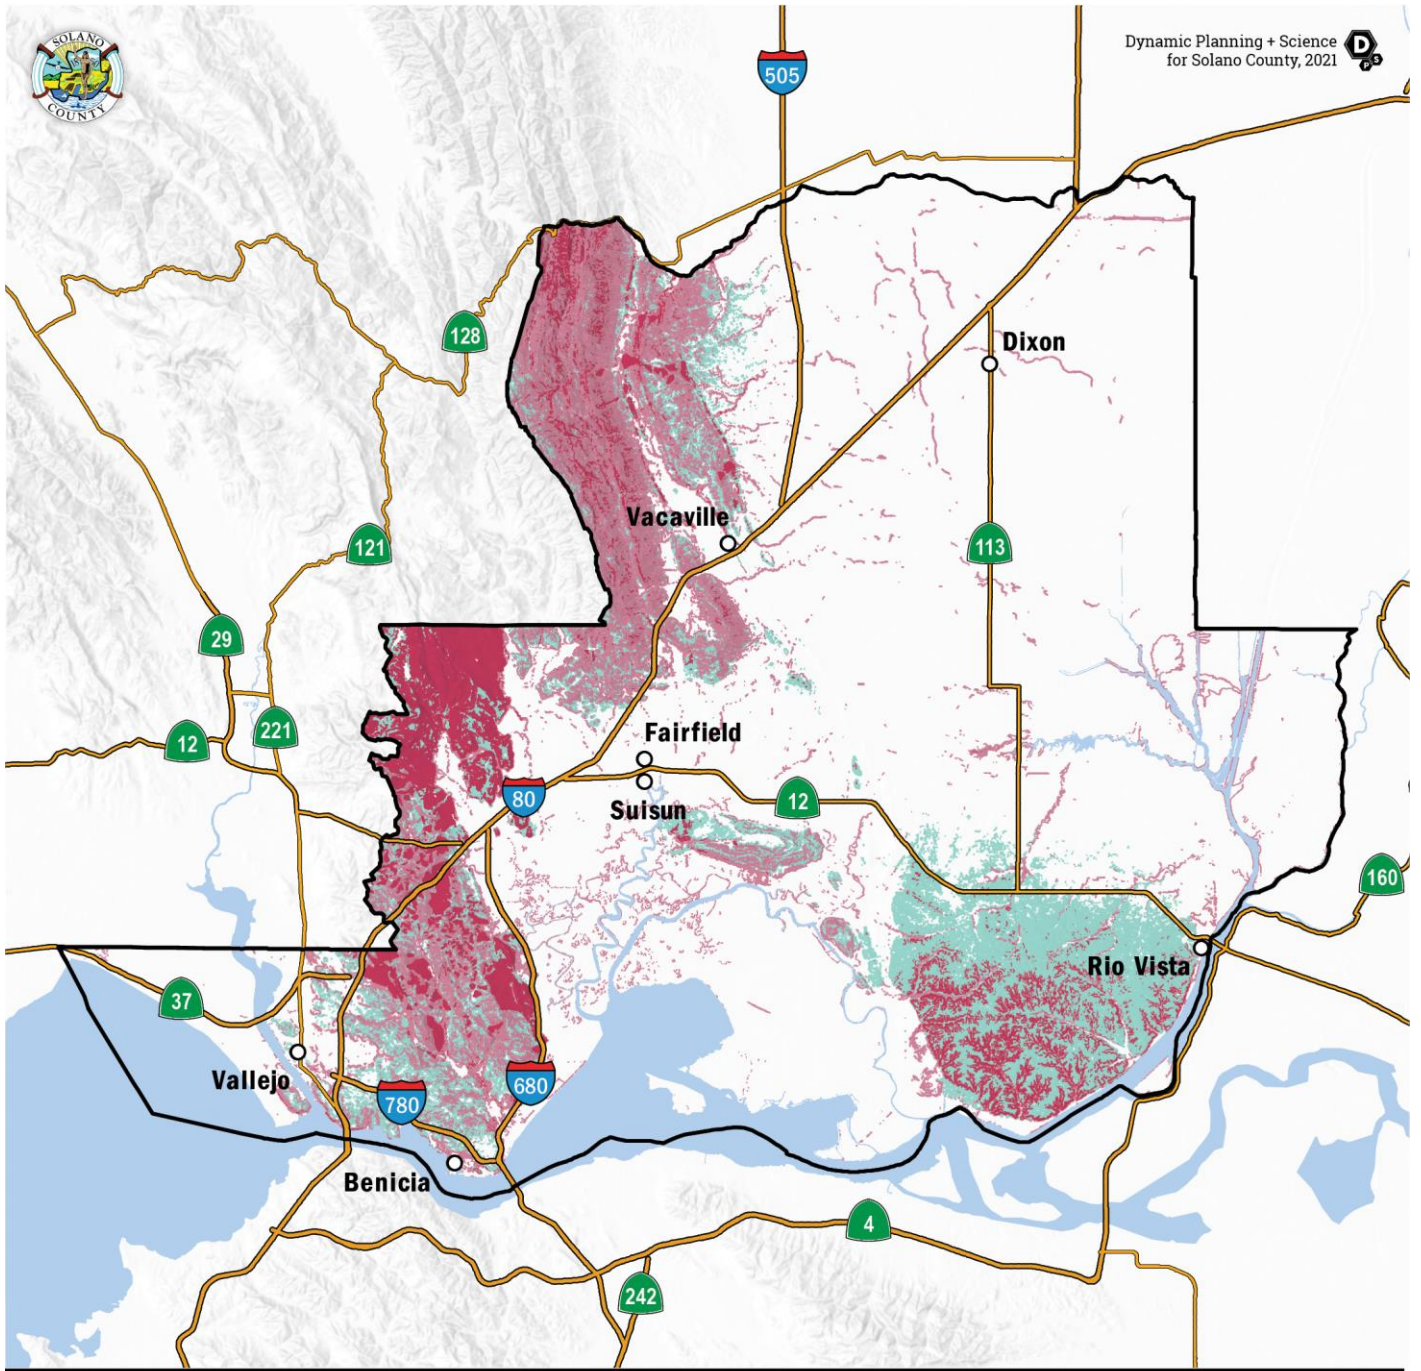 SOLANO
COUNTY
Dynamic Planning + Science
for Solano County, 2021
D
P S
505
128
Dixon
Vacaville
121
113
29
12
221
Fairfield
80
Suisun
12
160
Rio Vista
37
Vallejo
780
680
Benicia
4
242